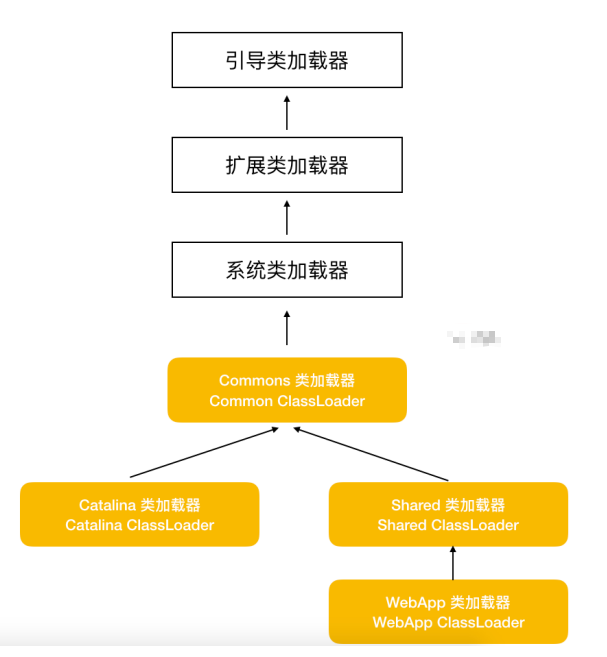 引导类加载器
扩展类加载器
系统类加载器
Commons 类加载器
Common ClassLoader
Catalina 类加载器
Catalina ClassLoader
Shared 类加载器
Shared ClassLoader
WebApp 类加载器
WebApp ClassLoader